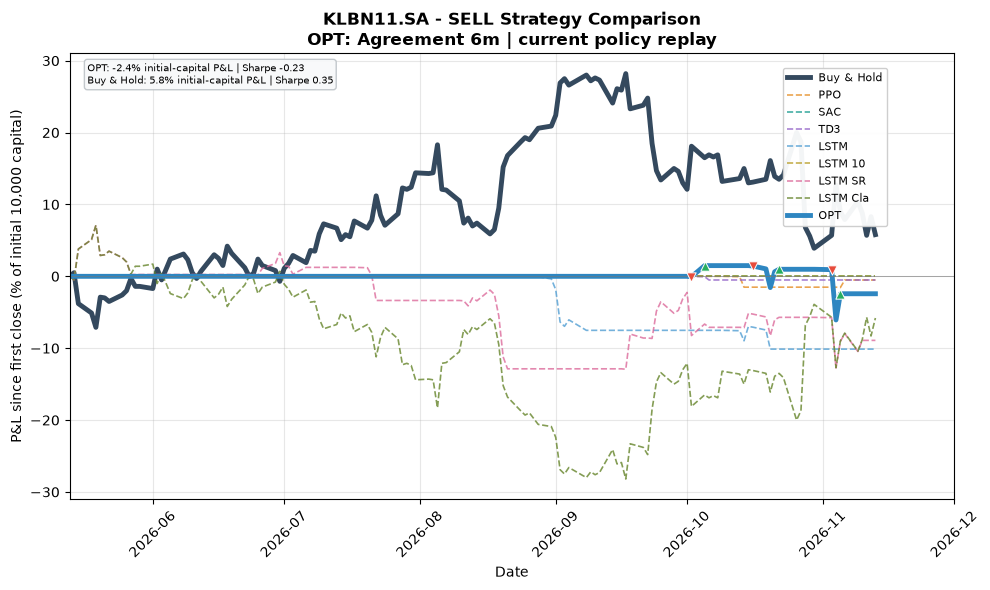 KLBN11.SA - SELL Strategy Comparison
OPT: Agreement 6m | current policy replay
OPT: -2.4% initial-capital P&L | Sharpe -0.23
Buy & Hold: 5.8% initial-capital P&L | Sharpe 0.35
Buy & Hold
PPO
SAC
TD3
LSTM
LSTM 10
LSTM SR
LSTM Cla
OPT
P&L since first close (% of initial 10,000 capital)
30
20
10
0
−10
−20
−30
2026-06
2026-07
2026-08
2026-09
2026-10
2026-11
2026-12
Date